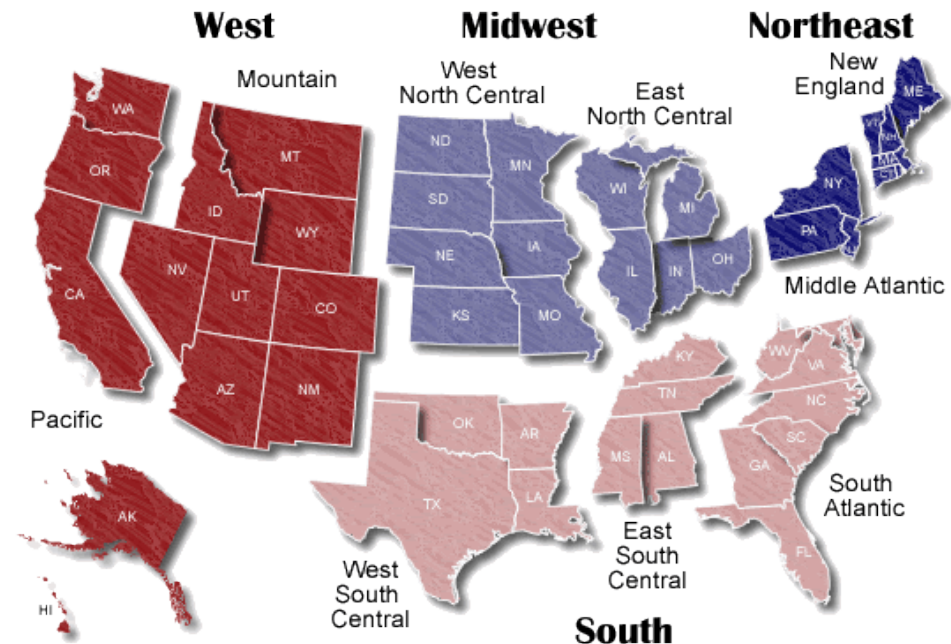 West
Midwest
Northeast
Mountain
West
North Central
East
North Central
New
England
WA
OR
CA
MT
ID
WY
NV
UT
CO
AZ
NM
Pacific
AK
HI
ND
SD
NE
KS
MN
IA
MO
WI
MI
IL
IN
OH
ME
VT
NH
MA
CT
NY
PA
NJ
Middle Atlantic
OK
AR
TX
LA
West
South
Central
KY
TN
MS
AL
East
South
Central
WV
VA
NC
SC
GA
FL
South
Atlantic
South